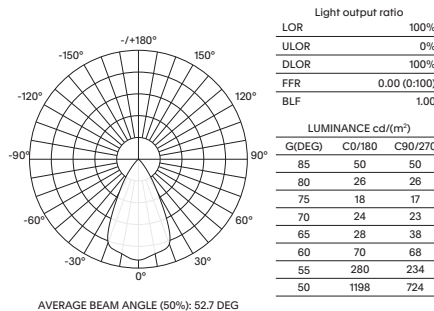 -/+180°
-150° 150°
-120° 120°
-90° 90°
-60° 60°
-30° 30°
0°
AVERAGE BEAM ANGLE (50%): 52.7 DEG
Light output ratio
LOR 100%
ULOR 0%
DLOR 100%
FFR 0.00 (0:100)
BLF 1.00
LUMINANCE cd/(m²)
G(DEG) C0/180 C90/270
85 50 50
80 26 26
75 18 17
70 24 23
65 28 38
60 70 68
55 280 234
50 1198 724